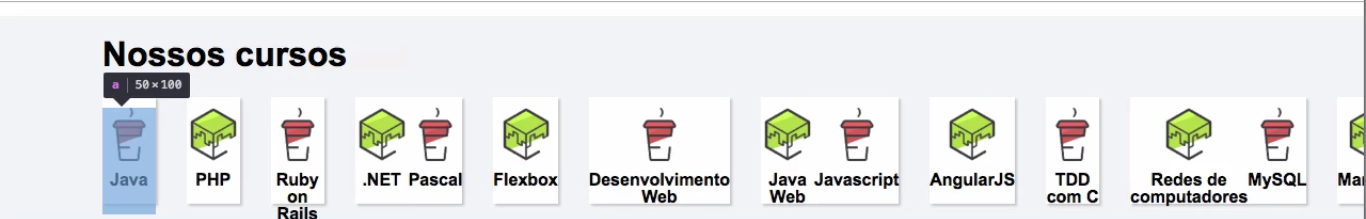 Nossos cursos
a 50×100
Java
PHP
Ruby
on
Rails
.NET
Pascal
Flexbox
Desenvolvimento
Web
Java
Web
Javascript
AngularJS
TDD
com C
Redes de
computadores
MySQL